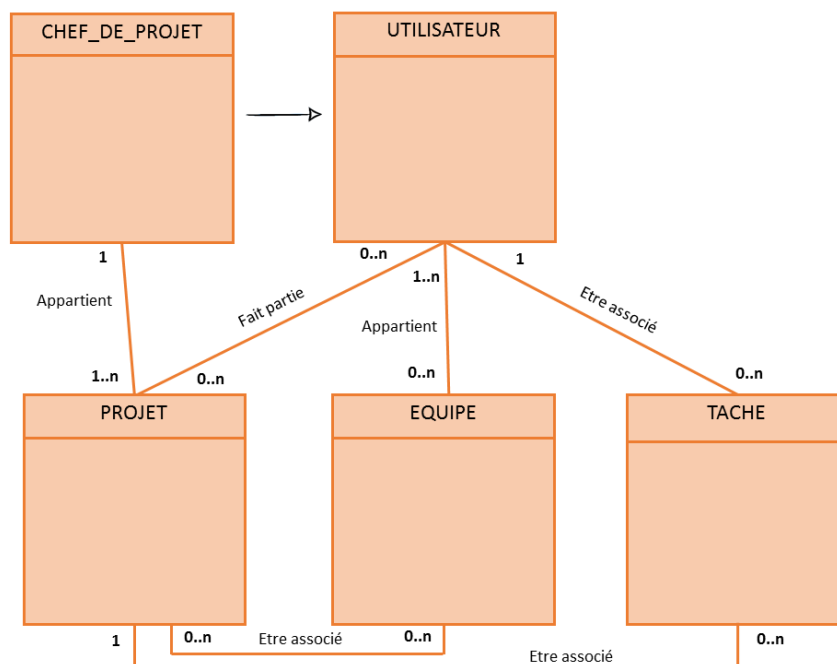 CHEF_DE_PROJET
UTILISATEUR
1
0..n
1..n
1
Appartient
Fait partie
Appartient
Etre associé
1..n
0..n
0..n
0..n
PROJET
EQUIPE
TACHE
1
0..n
Etre associé
0..n
Etre associé
0..n